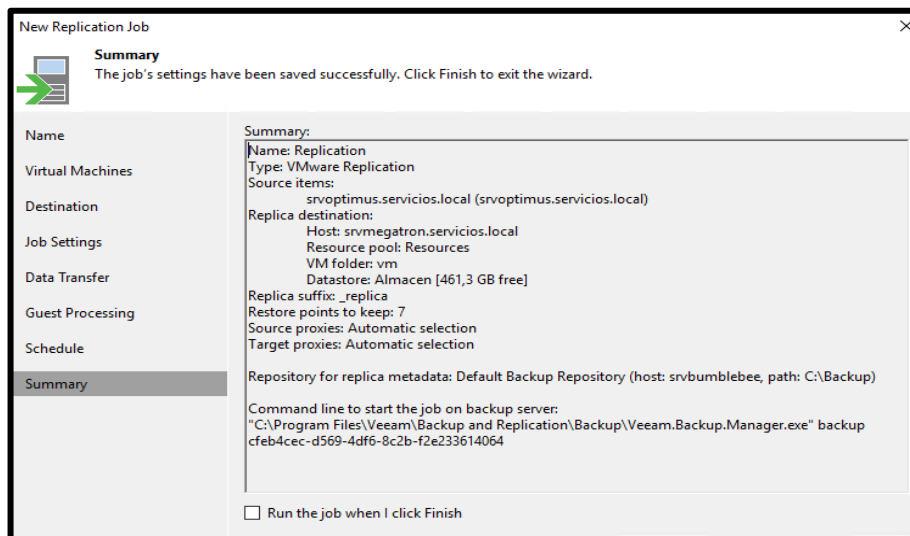 New Replication Job
Summary
The job's settings have been saved successfully. Click Finish to exit the wizard.
Name
Virtual Machines
Destination
Job Settings
Data Transfer
Guest Processing
Schedule
Summary
Summary:
Name: Replication
Type: VMware Replication
Source items:
srvoptimus.servicios.local (srvoptimus.servicios.local)
Replica destination:
Host: srvmegatron.servicios.local
Resource pool: Resources
VM folder: vm
Datastore: Almacen [461,3 GB free]
Replica suffix: _replica
Restore points to keep: 7
Source proxies: Automatic selection
Target proxies: Automatic selection
Repository for replica metadata: Default Backup Repository (host: srvbumblebee, path: C:\Backup)
Command line to start the job on backup server:
"C:\Program Files\Veeam\Backup and Replication\Backup\Veeam.Backup.Manager.exe" backup
cfeb4cec-d569-4df6-8c2b-f2e233614064
Run the job when I click Finish